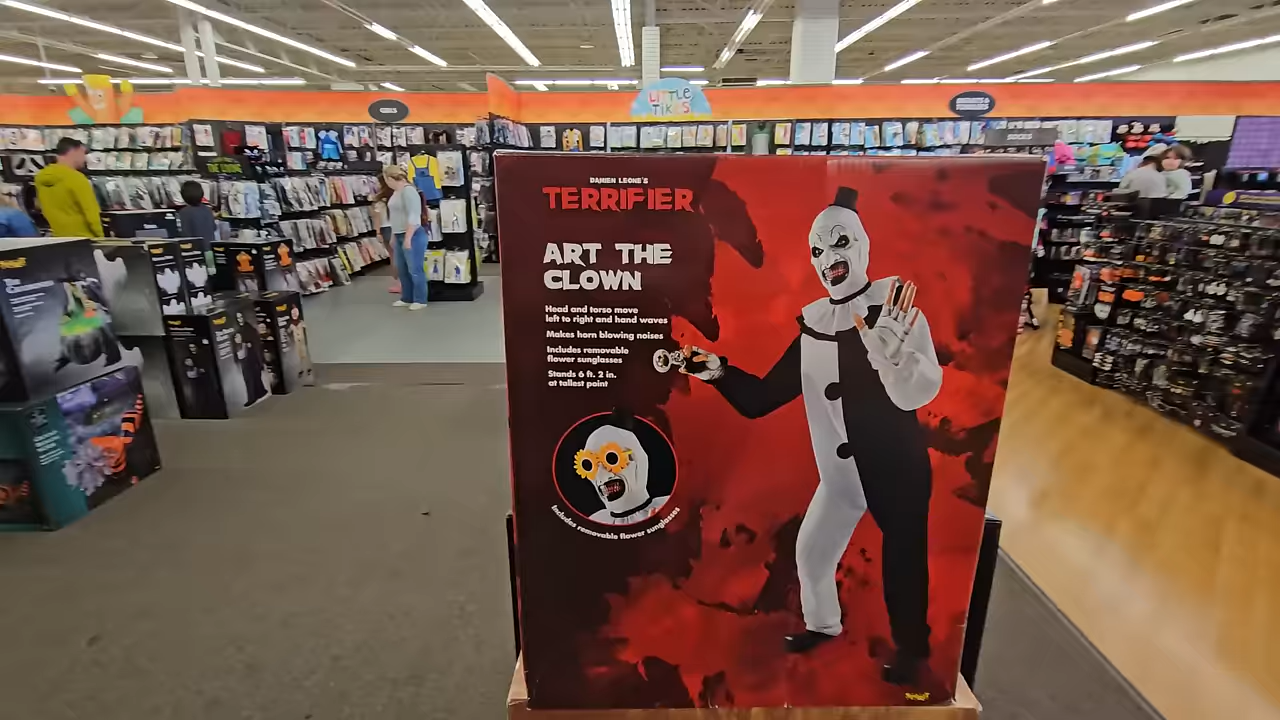 GIRLS
LITTLE
TIKES
DAMIEN LEONE'S
TERRIFIER
ART THE
CLOWN
Head and torso move
left to right and hand waves
Makes horn blowing noises
Includes removable
flower sunglasses
Stands 6 ft. 2 in.
at tallest point
Includes removable flower sunglasses